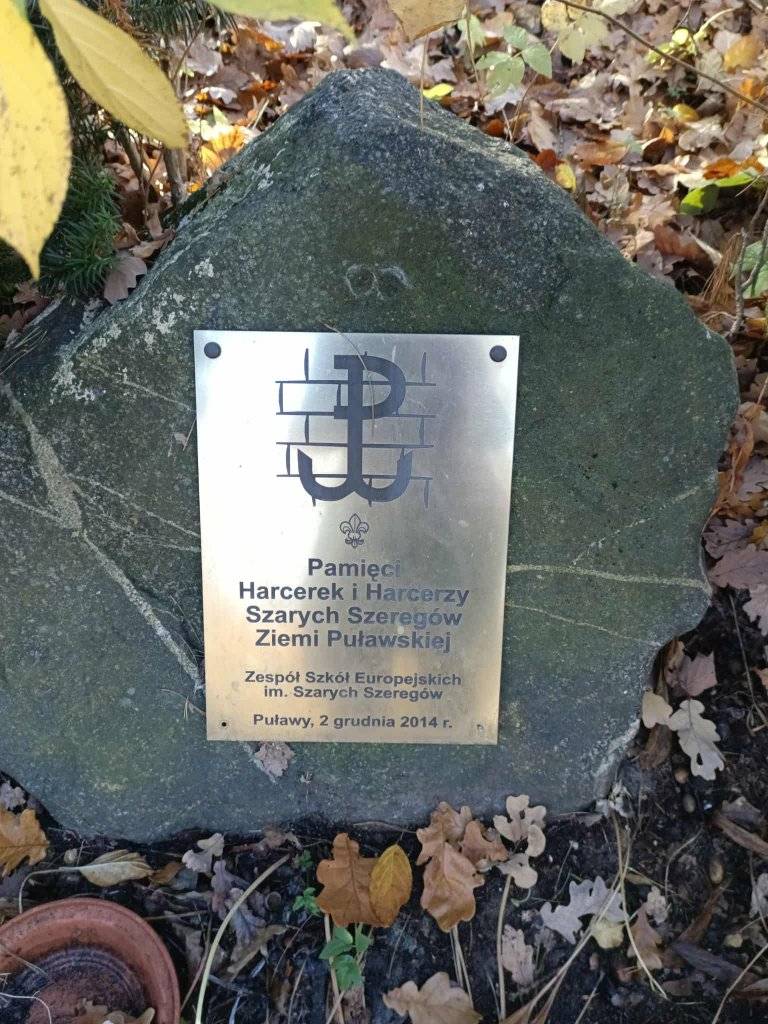 Pamięci
Harcerek i Harcerzy
Szarych Szeregów
Ziemi Puławskiej
Zespół Szkół Europejskich
im. Szarych Szeregów
Puławy, 2 grudnia 2014 r.